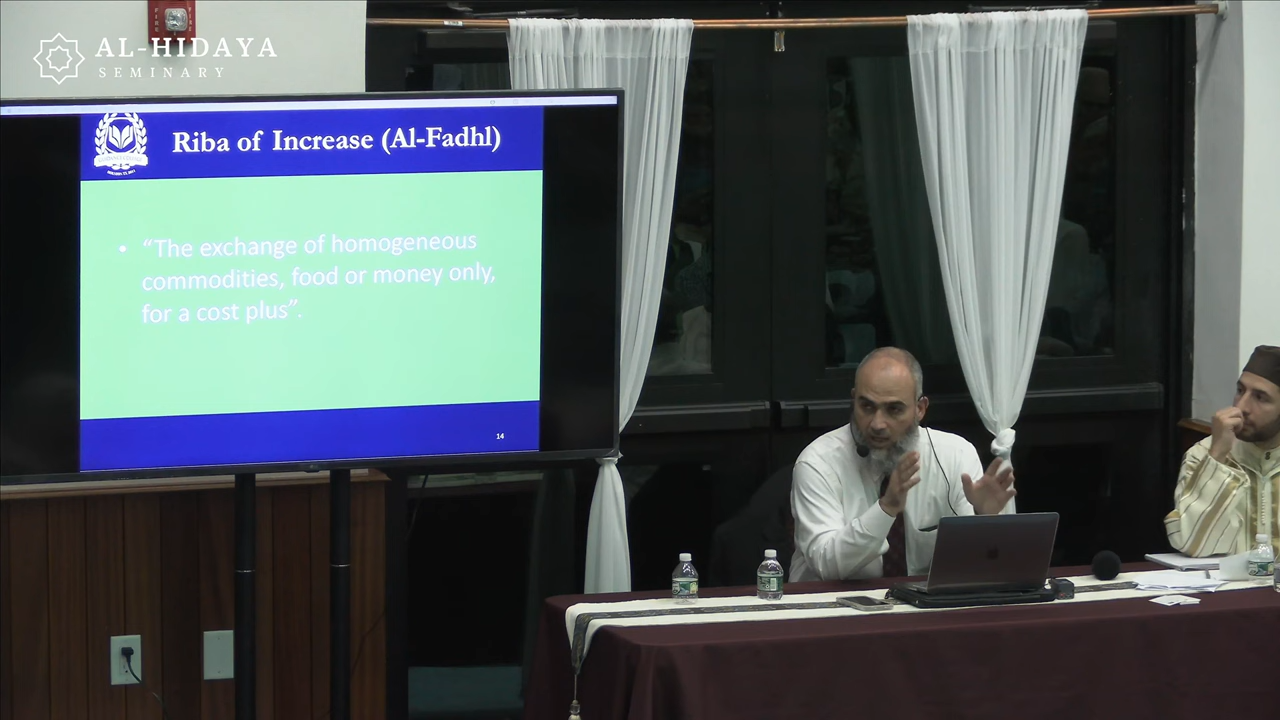 AL-HIDAYA
SEMINARY
Riba of Increase (Al-Fadhl)
• “The exchange of homogeneous
commodities, food or money only,
for a cost plus”.
14